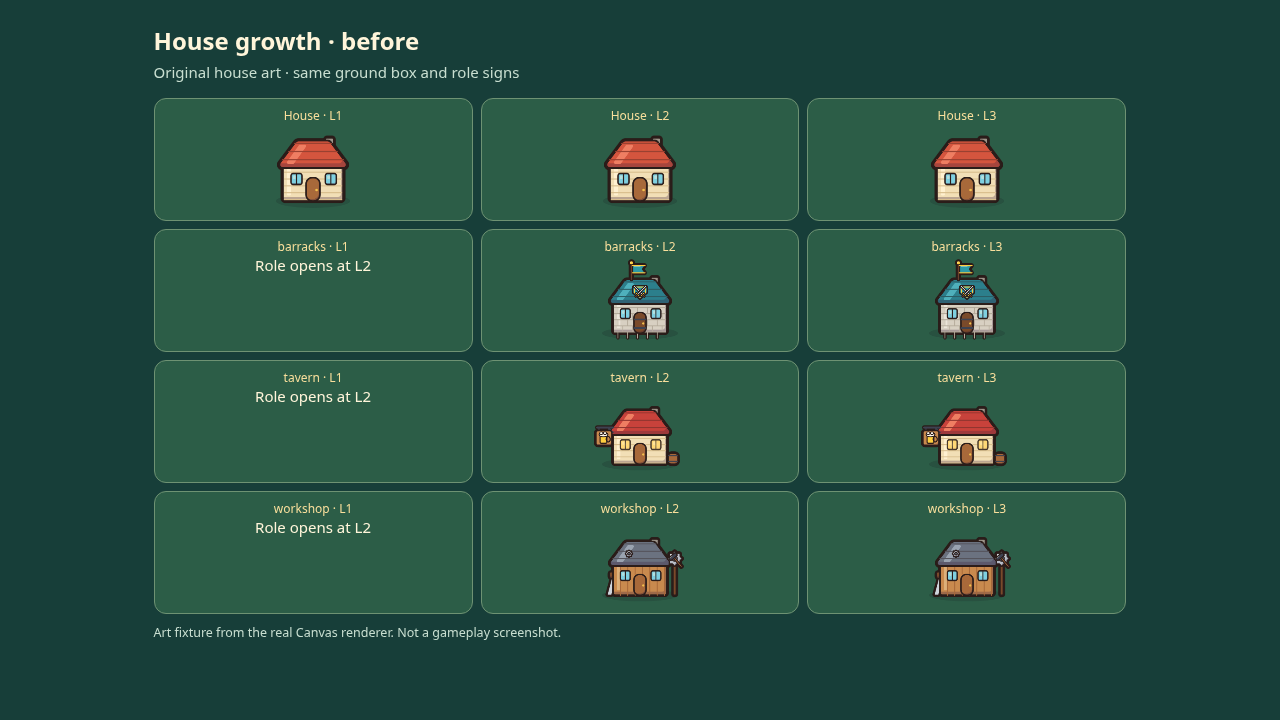 House growth · before
Original house art · same ground box and role signs
House · L1
House · L2
House · L3
barracks · L1
Role opens at L2
barracks · L2
barracks · L3
tavern · L1
Role opens at L2
tavern · L2
tavern · L3
workshop · L1
Role opens at L2
workshop · L2
workshop · L3
Art fixture from the real Canvas renderer. Not a gameplay screenshot.